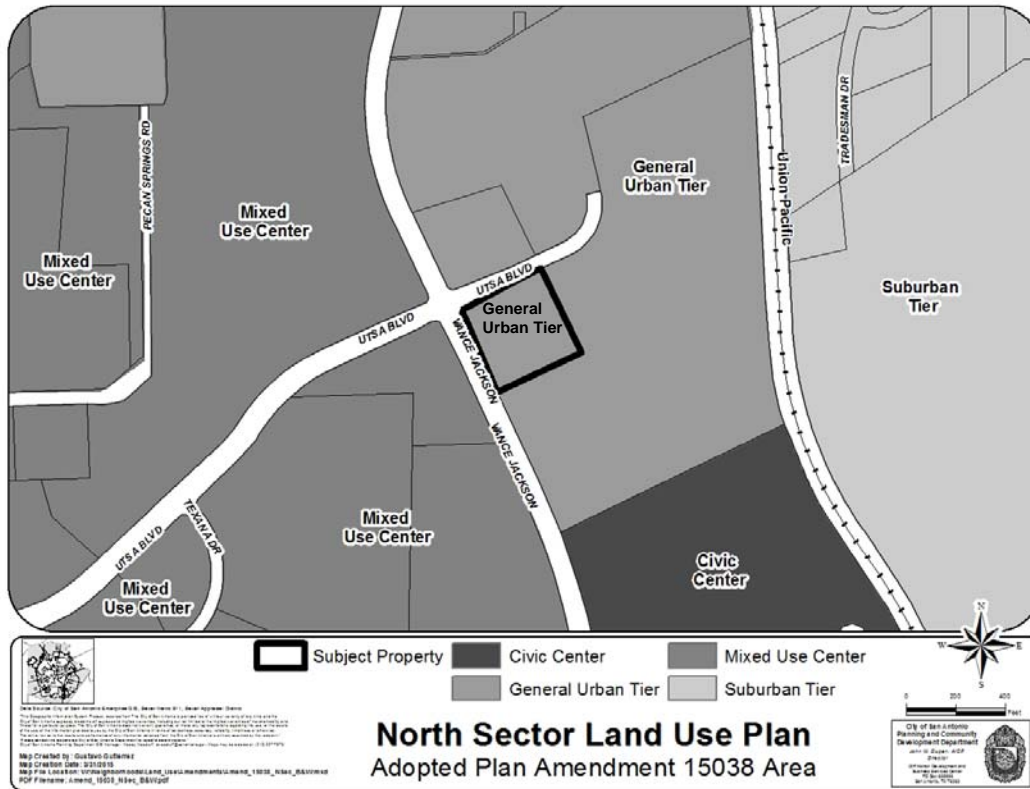 TRADESMAN DR
PECAN SPRINGS RD
Union-Pacific
General
Urban Tier
Mixed
Use Center
Mixed
Use Center
Suburban
Tier
UTSA BLVD
General
Urban Tier
UTSA BLVD
VANCE JACKSON
VANCE JACKSON
Mixed
Use Center
TEXANA DR
UTSA BLVD
Civic
Center
Mixed
Use Center
N
W E
S
Subject Property
Civic Center
Mixed Use Center
General Urban Tier
Suburban Tier
0 200 400
Feet
North Sector Land Use Plan
Adopted Plan Amendment 15038 Area
City of San Antonio
Planning and Community
Development Department
Director
Map Created by: Gustavo Gutierrez